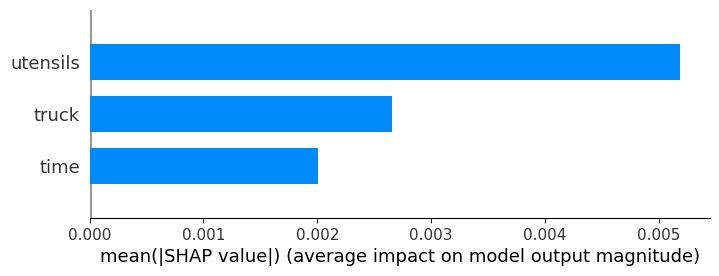 utensils
truck
time
0.000 0.001 0.002 0.003 0.004 0.005
mean(|SHAP value|) (average impact on model output magnitude)